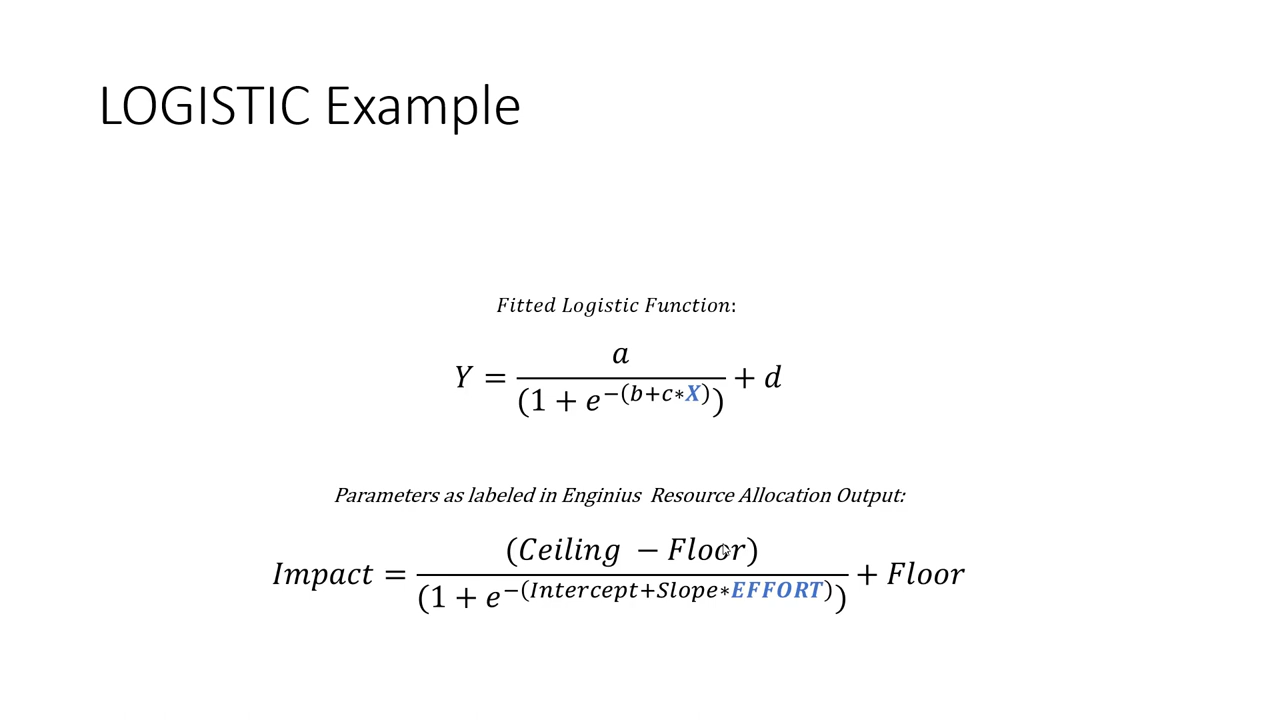 LOGISTIC Example
Fitted Logistic Function:
Y = a / (1 + e^−(b+c∗X)) + d
Parameters as labeled in Enginius Resource Allocation Output:
Impact = (Ceiling − Floor) / (1 + e^−(Intercept+Slope∗EFFORT)) + Floor